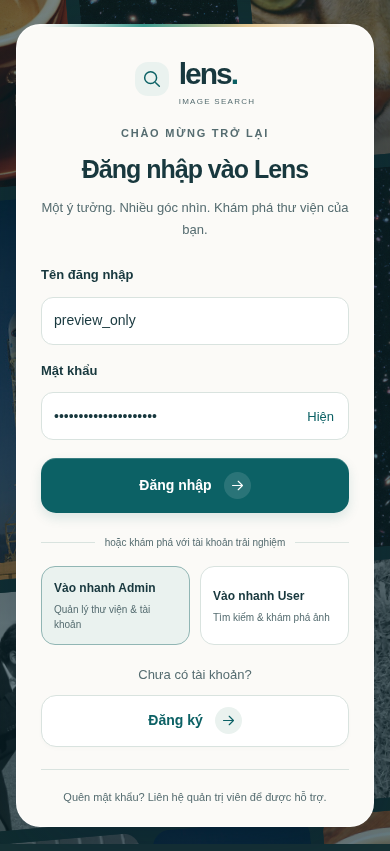 lens.
IMAGE SEARCH
CHÀO MỪNG TRỞ LẠI
Đăng nhập vào Lens
Một ý tưởng. Nhiều góc nhìn. Khám phá thư viện của
bạn.
Tên đăng nhập
preview_only
Mật khẩu
•••••••••••••••••••• Hiện
Đăng nhập
hoặc khám phá với tài khoản trải nghiệm
Vào nhanh Admin
Quản lý thư viện & tài
khoản
Vào nhanh User
Tìm kiếm & khám phá ảnh
Chưa có tài khoản?
Đăng ký
Quên mật khẩu? Liên hệ quản trị viên để được hỗ trợ.